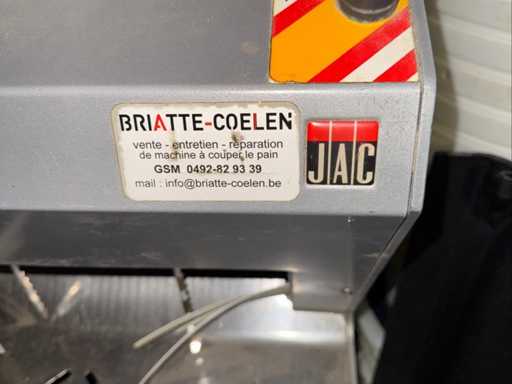 BRIATTE-COELEN
vente - entretien - réparation
de machine à couper le pain
GSM 0492-82 93 39
mail : info@briatte-coelen.be
JAC